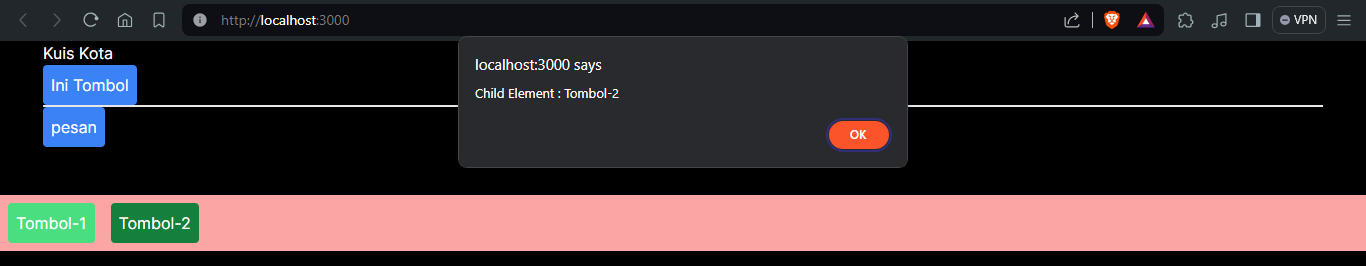 http://localhost:3000
VPN
Kuis Kota
Ini Tombol
pesan
localhost:3000 says
Child Element : Tombol-2
OK
Tombol-1
Tombol-2